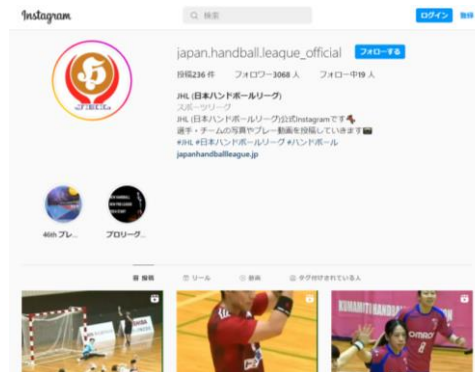 Instagram
検索
ログイン
japan.handball.league_official
フォローする
投稿236 件 フォロワー3068 人 フォロー中19 人
JHL (日本ハンドボールリーグ)
スポーツリーグ
JHL (日本ハンドボールリーグ)公式Instagramです
選手・チームの写真やプレー動画を投稿していきます
#JHL #日本ハンドボールリーグ #ハンドボール
japanhandballleague.jp
46th プレ...
プロリーグ...
投稿
リール
動画
タグ付けされている人
OMRON
8